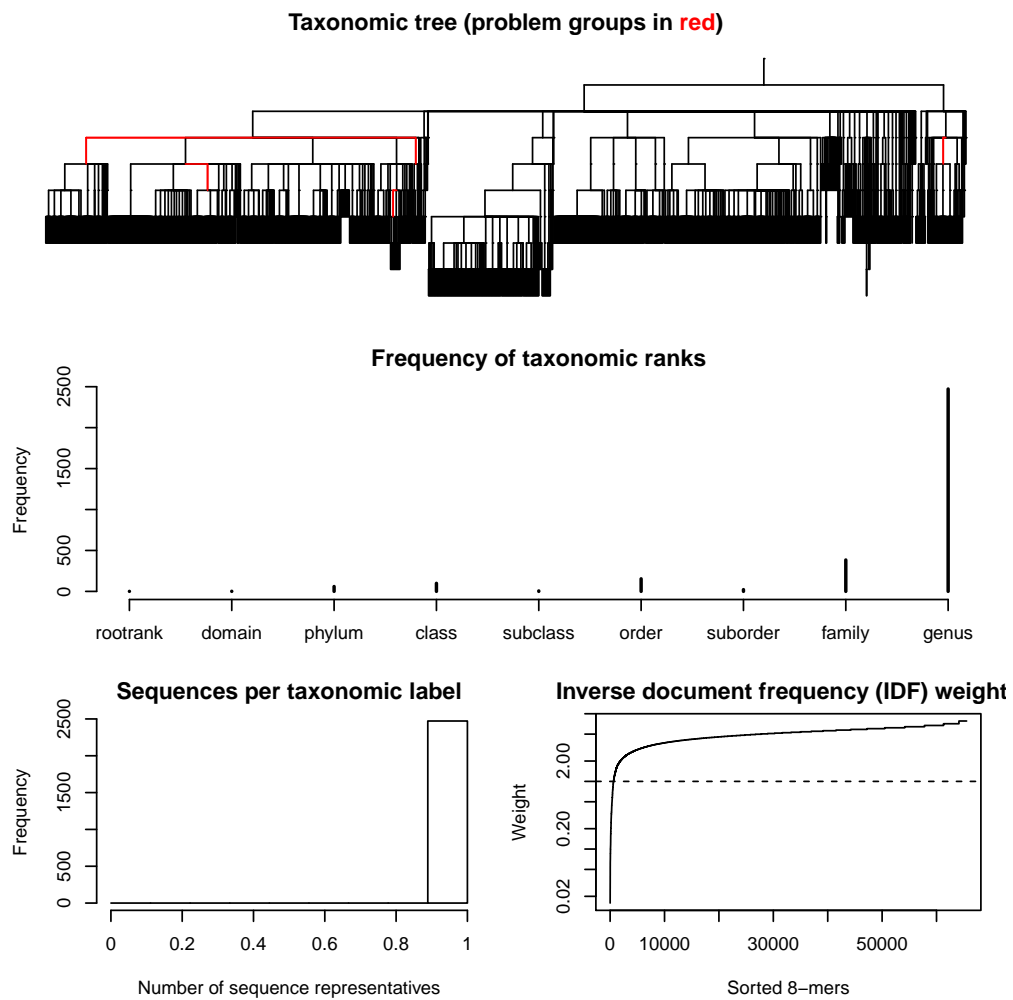 Taxonomic tree (problem groups in red)
Frequency of taxonomic ranks
Frequency
2500
1500
500
0
rootrank domain phylum class subclass order suborder family genus
Sequences per taxonomic label
Frequency
2500
1500
500
0
0 0.2 0.4 0.6 0.8 1
Number of sequence representatives
Inverse document frequency (IDF) weight
Weight
2.00
0.20
0.02
0 10000 30000 50000
Sorted 8−mers